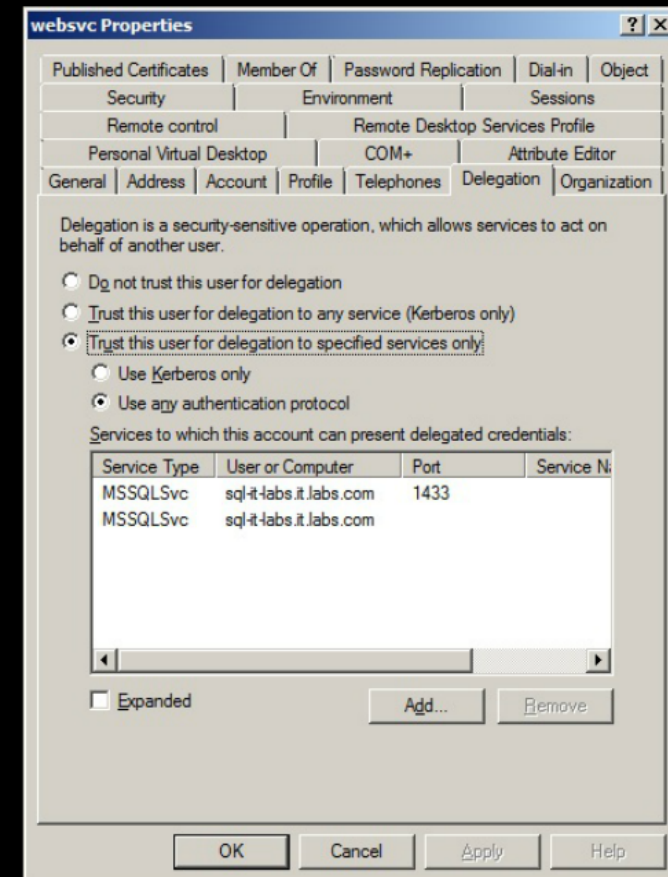 websvc Properties
Published Certificates Member Of Password Replication Dial-in Object
Security Environment Sessions
Remote control Remote Desktop Services Profile
Personal Virtual Desktop COM+ Attribute Editor
General Address Account Profile Telephones Delegation Organization
Delegation is a security-sensitive operation, which allows services to act on
behalf of another user.
Do not trust this user for delegation
Trust this user for delegation to any service (Kerberos only)
Trust this user for delegation to specified services only
Use Kerberos only
Use any authentication protocol
Services to which this account can present delegated credentials:
Service Type User or Computer Port Service Na
MSSQLSvc sql-it-labs.it.labs.com 1433
MSSQLSvc sql-it-labs.it.labs.com
Expanded Add... Remove
OK Cancel Apply Help